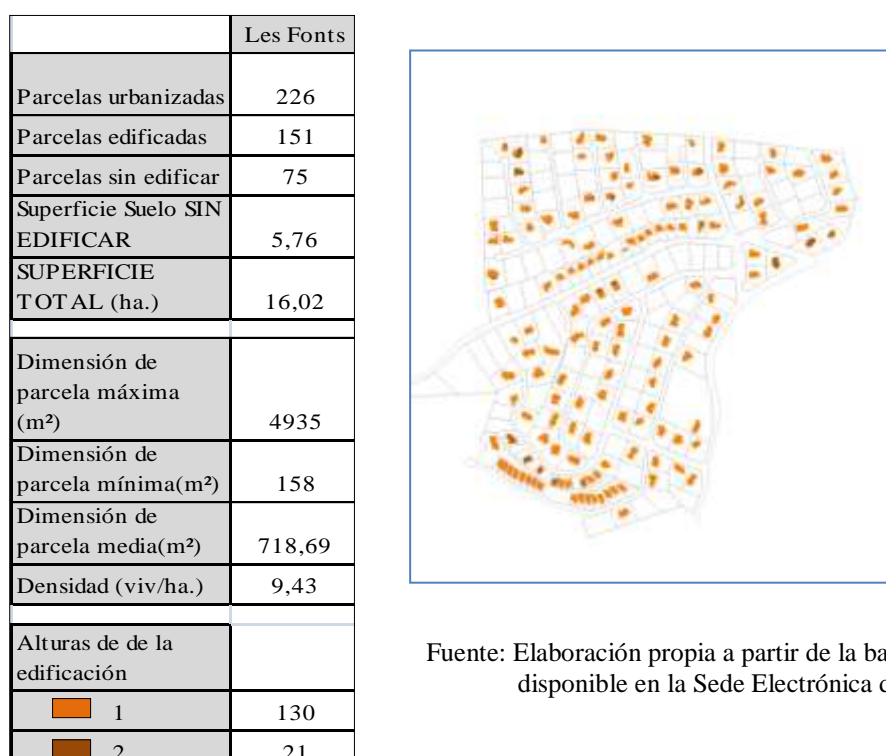 Les Fonts
Parcelas urbanizadas 226
Parcelas edificadas 151
Parcelas sin edificar 75
Superficie Suelo SIN
EDIFICAR 5,76
SUPERFICIE
TOTAL (ha.) 16,02
Dimensión de
parcela máxima
(m²) 4935
Dimensión de
parcela mínima(m²) 158
Dimensión de
parcela media(m²) 718,69
Densidad (viv/ha.) 9,43
Alturas de de la
edificación
1 130
2 21
Fuente: Elaboración propia a partir de la
disponible en la Sede Electrónica